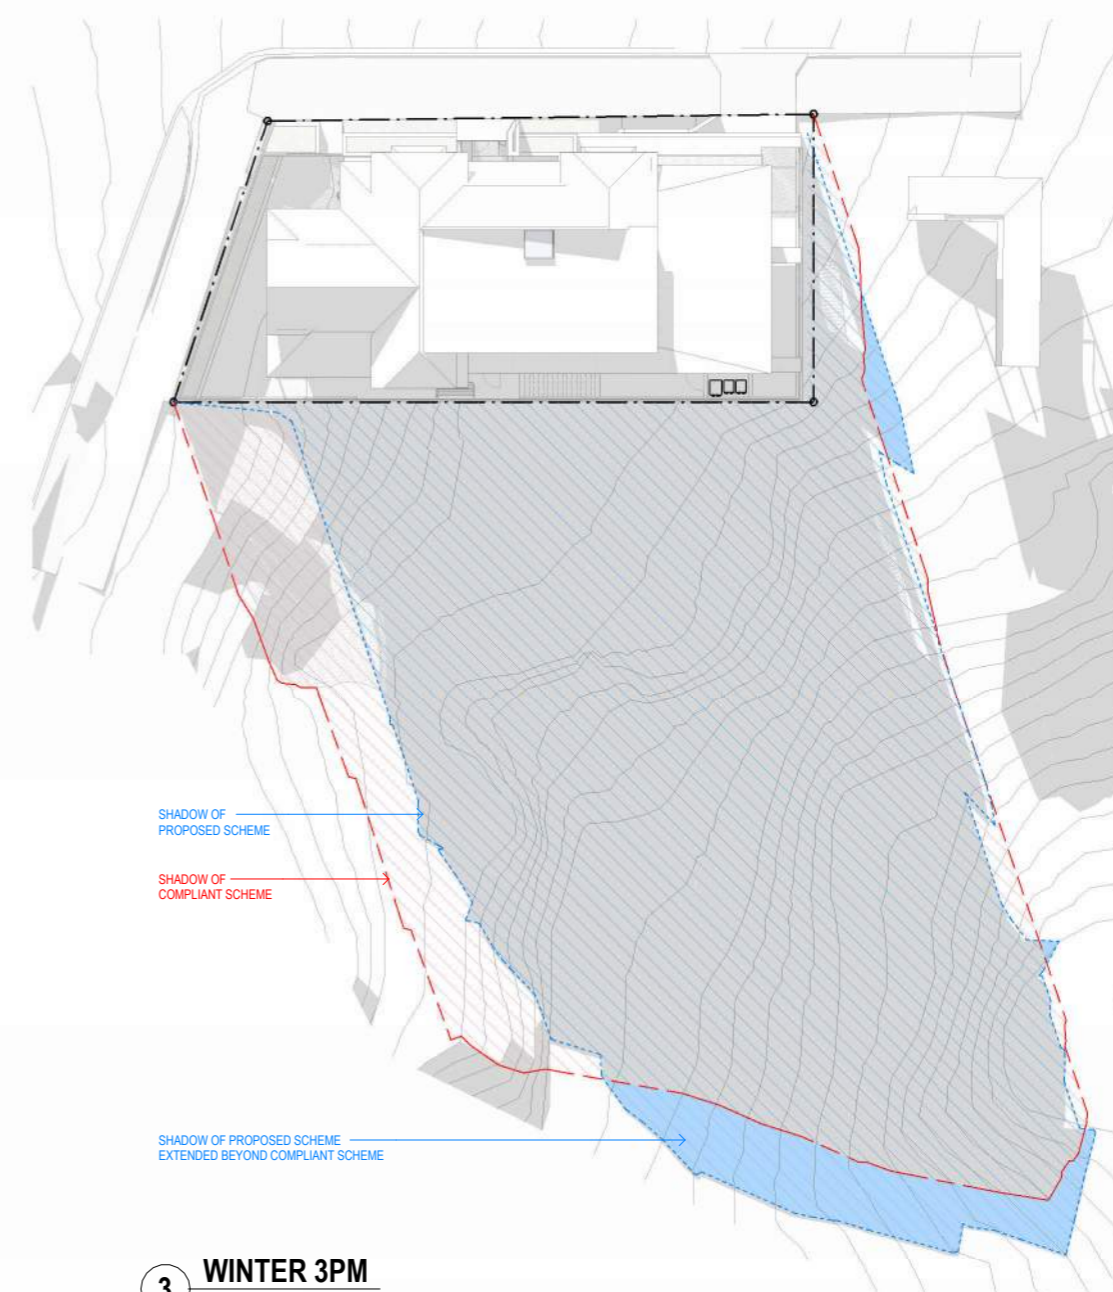 SHADOW OF
PROPOSED SCHEME
SHADOW OF
COMPLIANT SCHEME
SHADOW OF PROPOSED SCHEME
EXTENDED BEYOND COMPLIANT SCHEME
3 WINTER 3PM